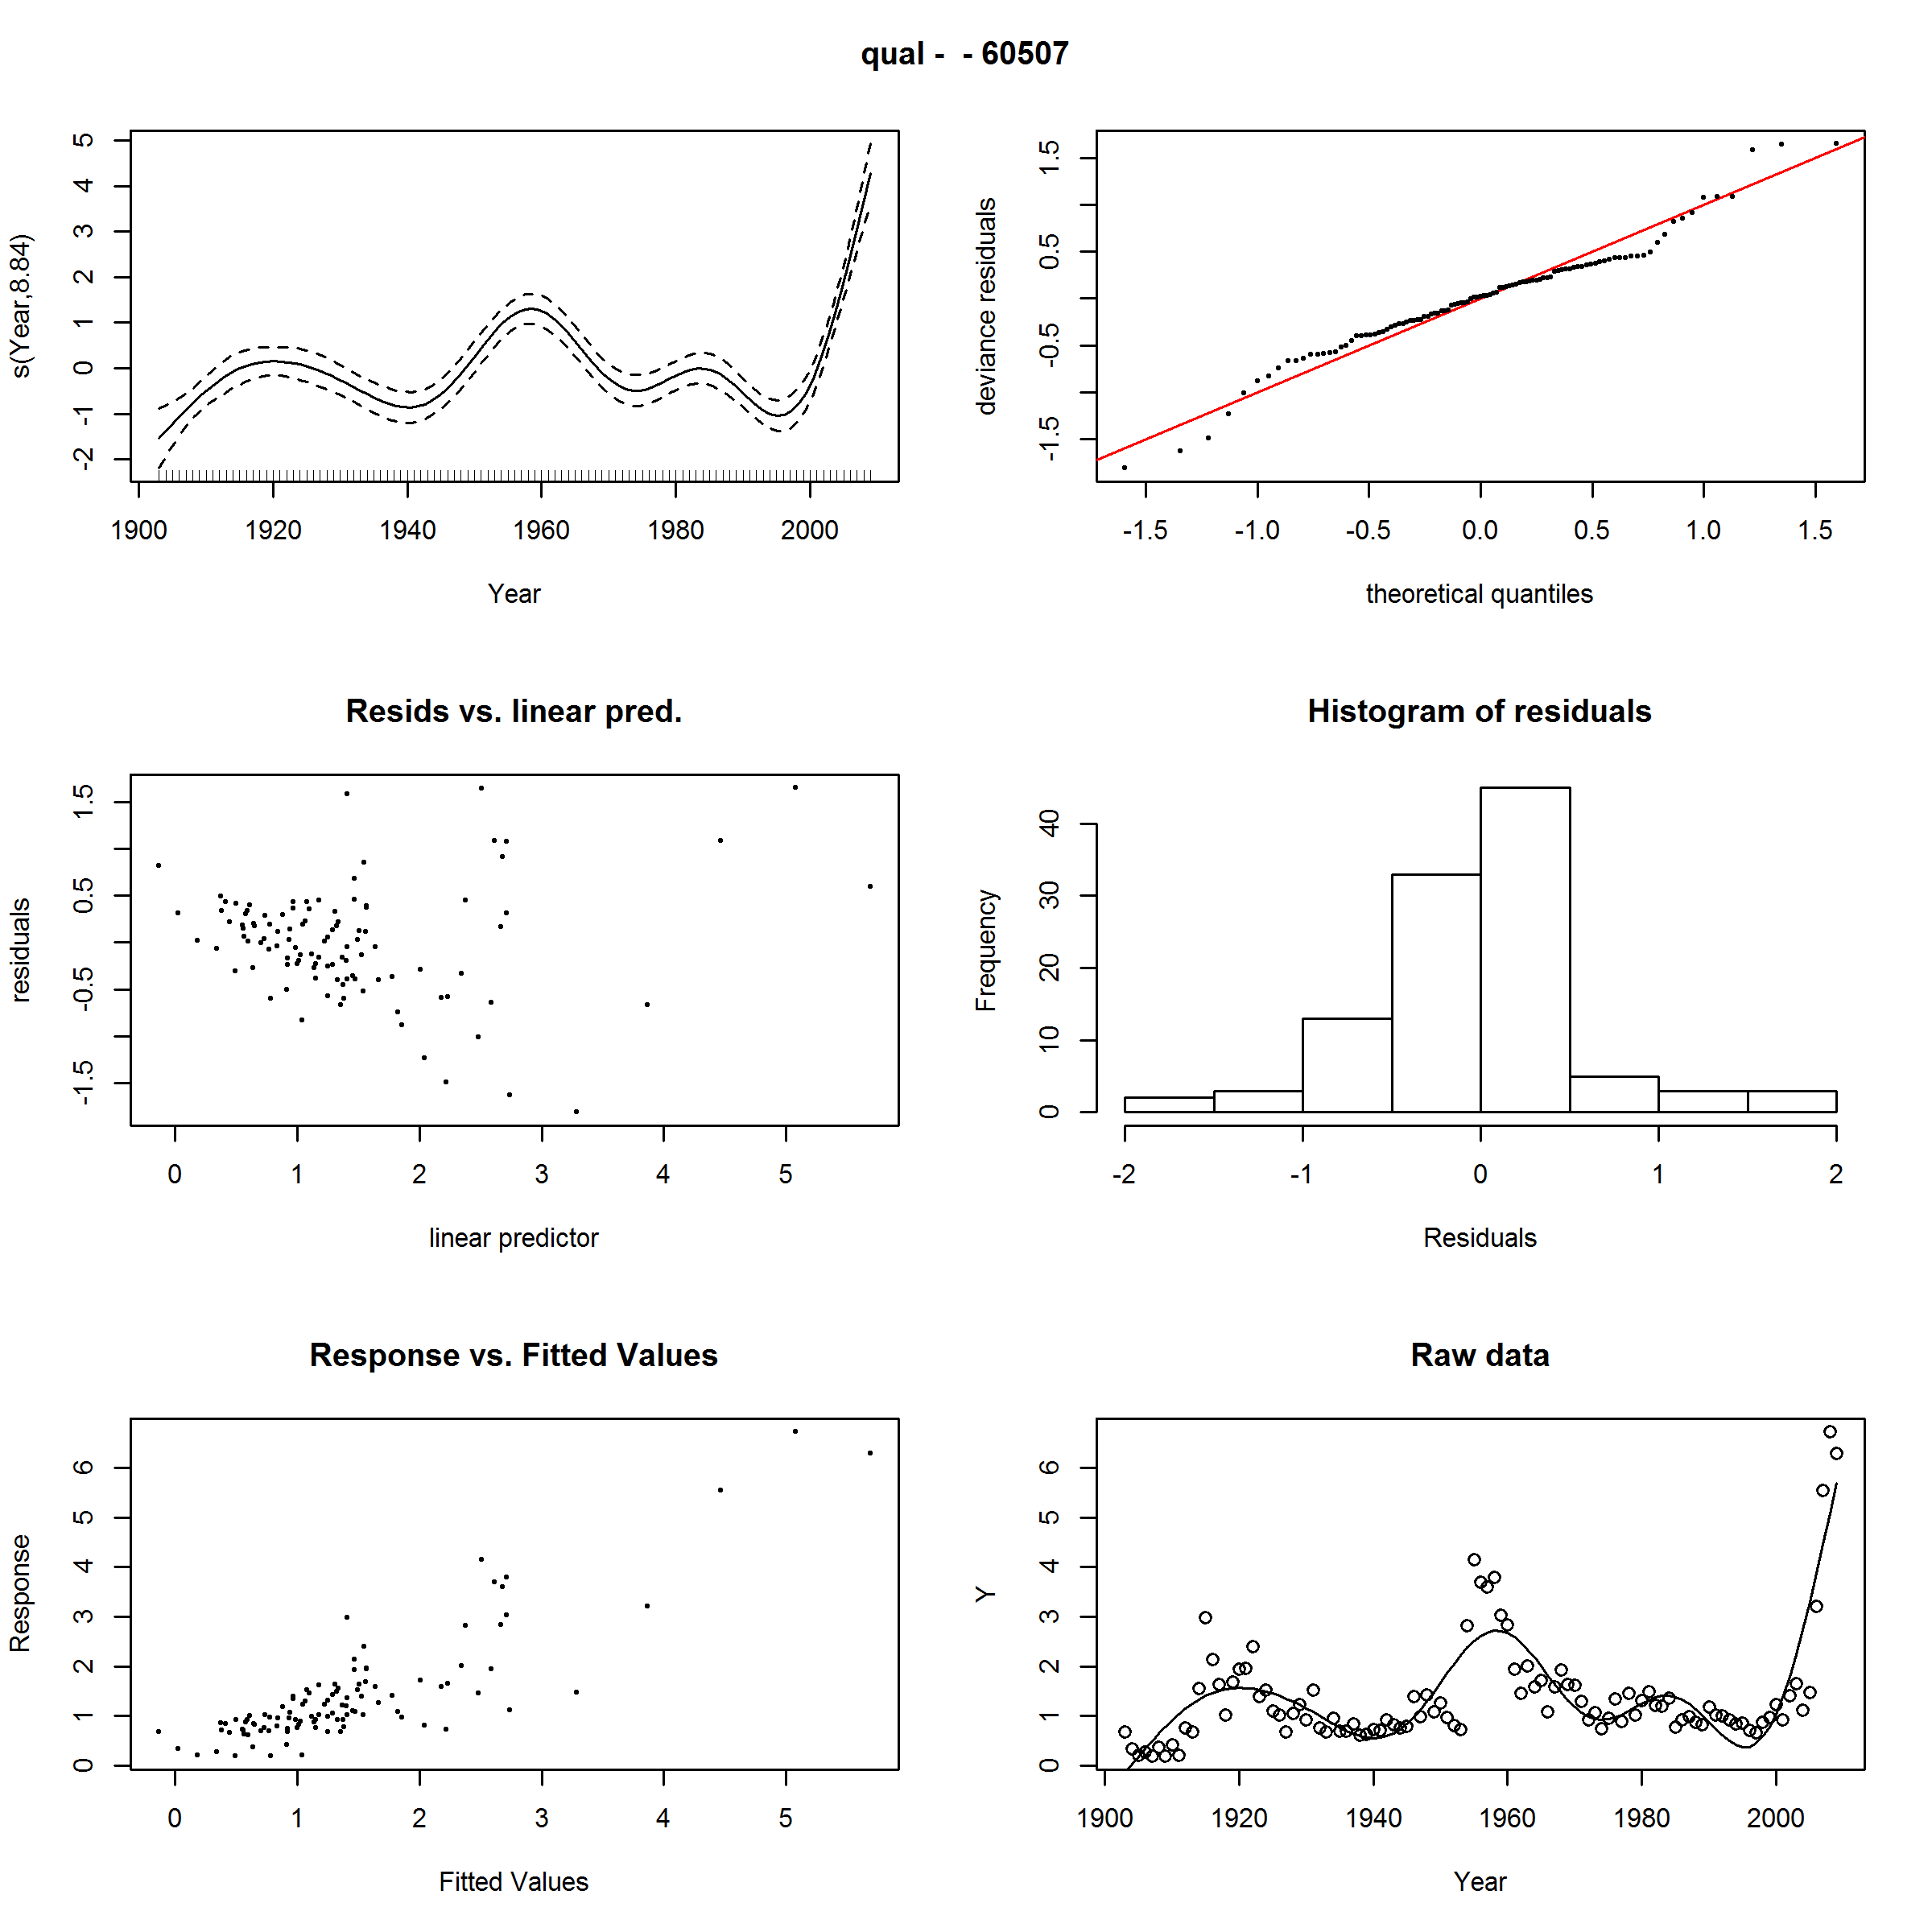 qual -  - 60507
s(Year,8.84)
5
4
3
2
1
0
-1
-2
1900 1920 1940 1960 1980 2000
Year
deviance residuals
1.5
0.5
-0.5
-1.5
-1.5 -1.0 -0.5 0.0 0.5 1.0 1.5
theoretical quantiles
Resids vs. linear pred.
residuals
1.5
0.5
-0.5
-1.5
0 1 2 3 4 5
linear predictor
Histogram of residuals
Frequency
40
30
20
10
0
-2 -1 0 1 2
Residuals
Response vs. Fitted Values
Response
6
5
4
3
2
1
0
0 1 2 3 4 5
Fitted Values
Raw data
Y
6
5
4
3
2
1
0
1900 1920 1940 1960 1980 2000
Year